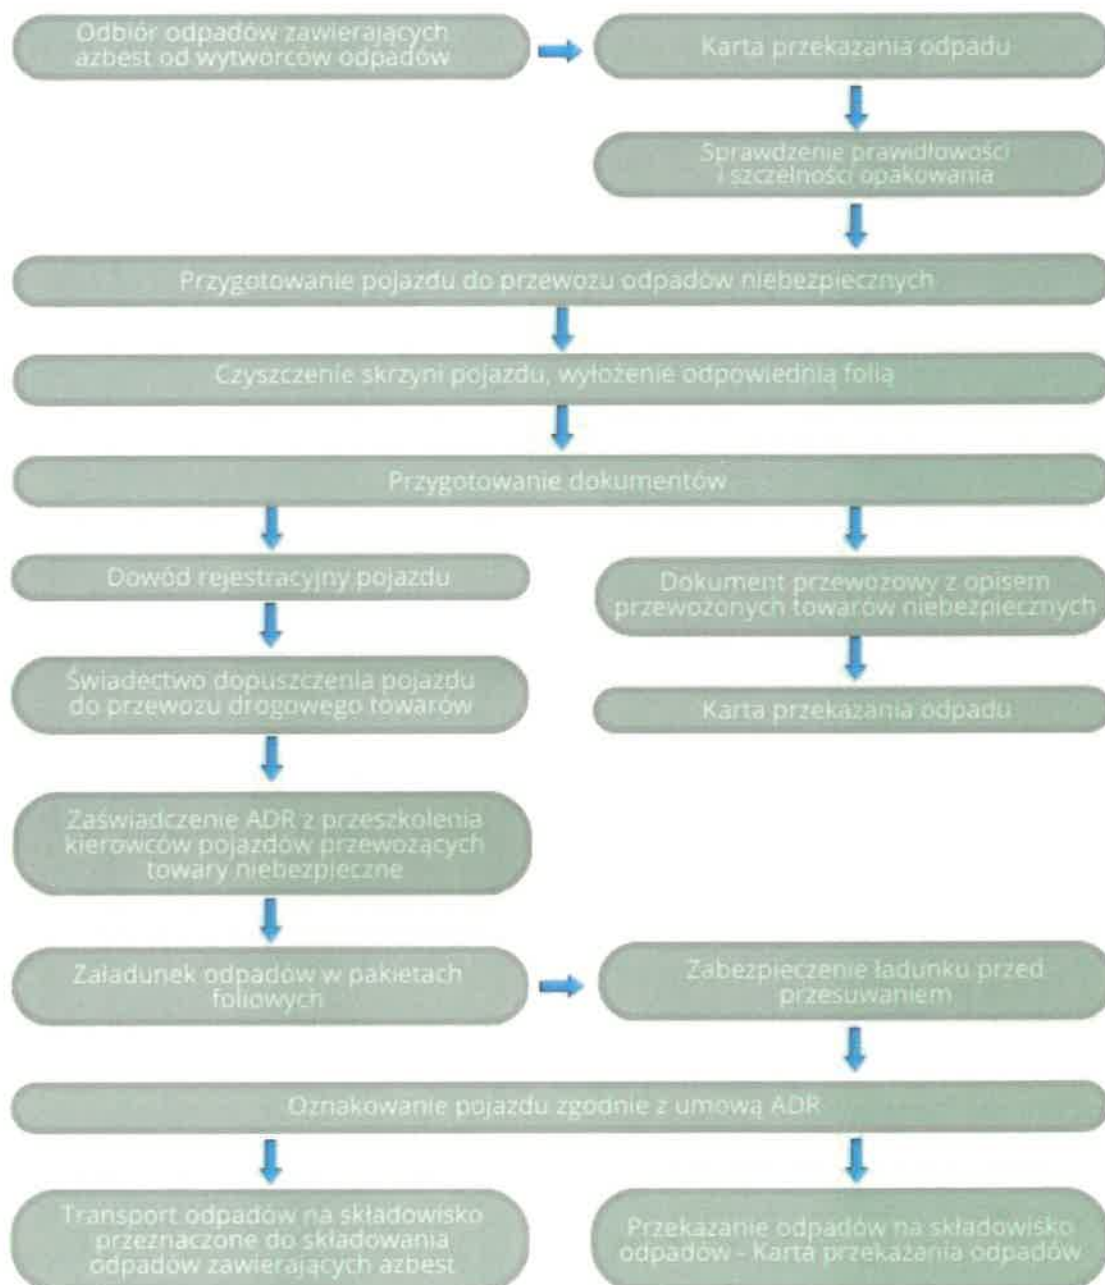 Odbiór odpadów zawierających
azbest od wytwórców odpadów
Karta przekazania odpadu
Sprawdzenie prawidłowości
i szczelności opakowania
Przygotowanie pojazdu do przewozu odpadów niebezpiecznych
Czyszczenie skrzyni pojazdu, wyłożenie odpowiednią folią
Przygotowanie dokumentów
Dowód rejestracyjny pojazdu
Dokument przewozowy z opisem
przewożonych towarów niebezpiecznych
Świadectwo dopuszczenia pojazdu
do przewozu drogowego towarów
Karta przekazania odpadu
Zaświadczenie ADR z przeszkolenia
kierowców pojazdów przewożących
towary niebezpieczne
Załadunek odpadów w pakietach
foliowych
Zabezpieczenie ładunku przed
przesuwaniem
Oznakowanie pojazdu zgodnie z umową ADR
Transport odpadów na składowisko
przeznaczone do składowania
odpadów zawierających azbest
Przekazanie odpadów na składowisko
odpadów - Karta przekazania odpadów